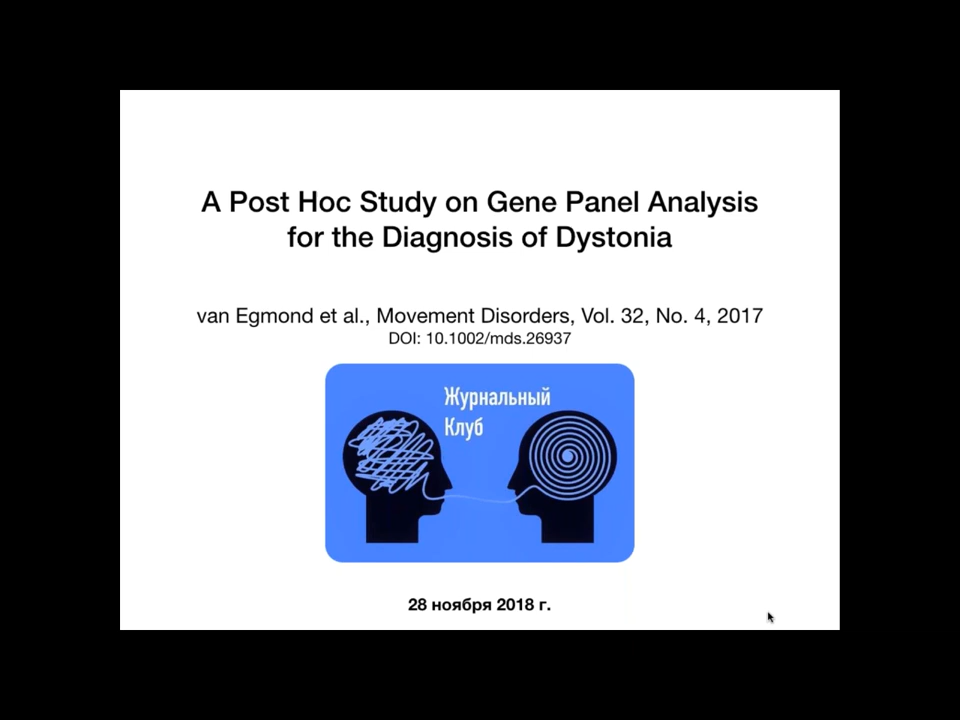 A Post Hoc Study on Gene Panel Analysis
for the Diagnosis of Dystonia
van Egmond et al., Movement Disorders, Vol. 32, No. 4, 2017
DOI: 10.1002/mds.26937
Журнальный
Клуб
28 ноября 2018 г.